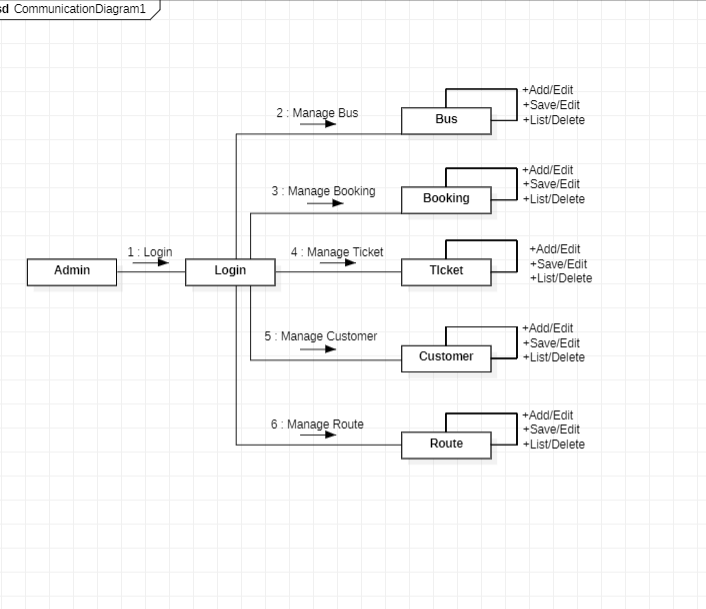 sd CommunicationDiagram1
2 : Manage Bus
Bus
+Add/Edit
+Save/Edit
+List/Delete
3 : Manage Booking
Booking
+Add/Edit
+Save/Edit
+List/Delete
1 : Login
Admin
Login
4 : Manage Ticket
TIcket
+Add/Edit
+Save/Edit
+List/Delete
5 : Manage Customer
Customer
+Add/Edit
+Save/Edit
+List/Delete
6 : Manage Route
Route
+Add/Edit
+Save/Edit
+List/Delete